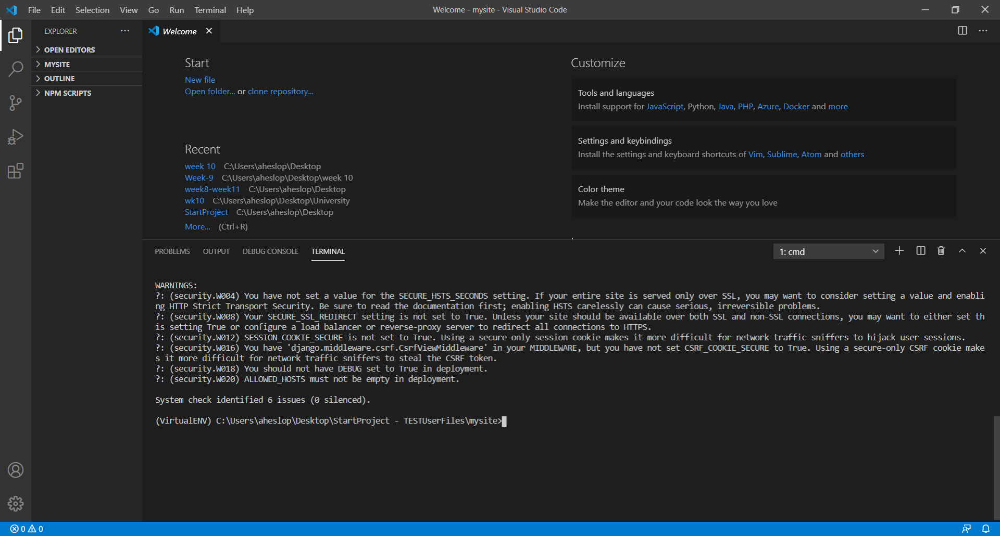 File Edit Selection View Go Run Terminal Help
Welcome - mysite - Visual Studio Code
EXPLORER
OPEN EDITORS
MYSITE
OUTLINE
NPM SCRIPTS
Welcome
Start
New file
Open folder... or clone repository...
Recent
week 10 C:\Users\aheslop\Desktop
Week-9 C:\Users\aheslop\Desktop\week 10
week8-week11 C:\Users\aheslop\Desktop
wk10 C:\Users\aheslop\Desktop\University
StartProject C:\Users\aheslop\Desktop
More... (Ctrl+R)
Customize
Tools and languages
Install support for JavaScript, Python, Java, PHP, Azure, Docker and more
Settings and keybindings
Install the settings and keyboard shortcuts of Vim, Sublime, Atom and others
Color theme
Make the editor and your code look the way you love
PROBLEMS OUTPUT DEBUG CONSOLE TERMINAL
1: cmd
WARNINGS:
?: (security.W004) You have not set a value for the SECURE_HSTS_SECONDS setting. If your entire site is served only over SSL, you may want to consider setting a value and enabli
ng HTTP Strict Transport Security. Be sure to read the documentation first; enabling HSTS carelessly can cause serious, irreversible problems.
?: (security.W008) Your SECURE_SSL_REDIRECT setting is not set to True. Unless your site should be available over both SSL and non-SSL connections, you may want to either set th
is setting True or configure a load balancer or reverse-proxy server to redirect all connections to HTTPS.
?: (security.W012) SESSION_COOKIE_SECURE is not set to True. Using a secure-only session cookie makes it more difficult for network traffic sniffers to hijack user sessions.
?: (security.W016) You have 'django.middleware.csrf.CsrfViewMiddleware' in your MIDDLEWARE, but you have not set CSRF_COOKIE_SECURE to True. Using a secure-only CSRF cookie make
s it more difficult for network traffic sniffers to steal the CSRF token.
?: (security.W018) You should not have DEBUG set to True in deployment.
?: (security.W020) ALLOWED_HOSTS must not be empty in deployment.
System check identified 6 issues (0 silenced).
(VirtualENV) C:\Users\aheslop\Desktop\StartProject - TESTUserFiles\mysite>
0 0